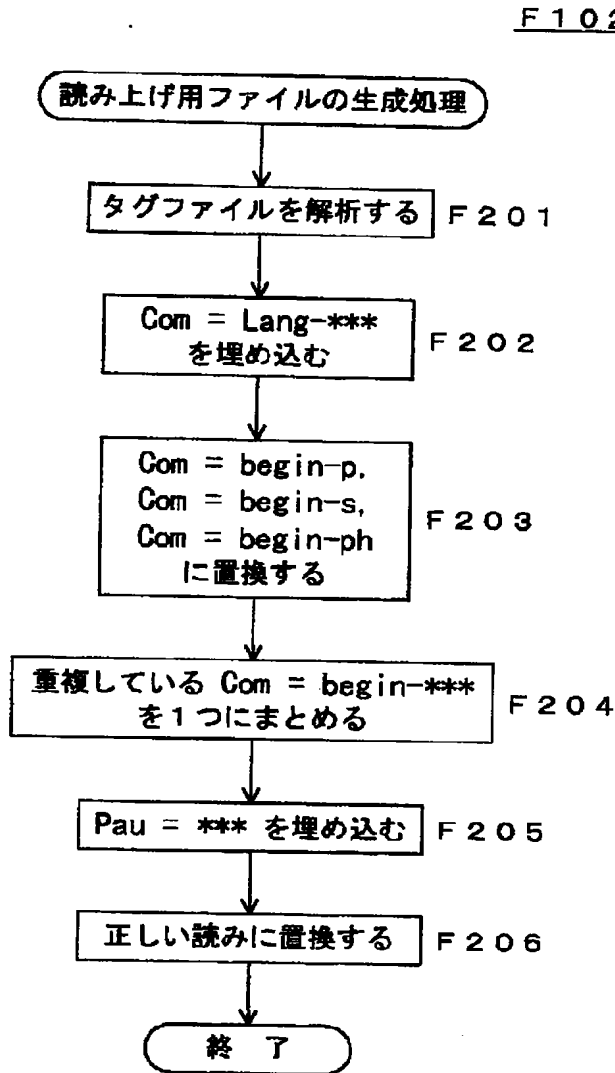 F102
読み上げ用ファイルの生成処理
タグファイルを解析する F201
Com = Lang-***
を埋め込む
F202
Com = begin-p,
Com = begin-s,
Com = begin-ph
に置換する
F203
重複している Com = begin-***
を1つにまとめる
F204
Pau = *** を埋め込む F205
正しい読みに置換する F206
終 了